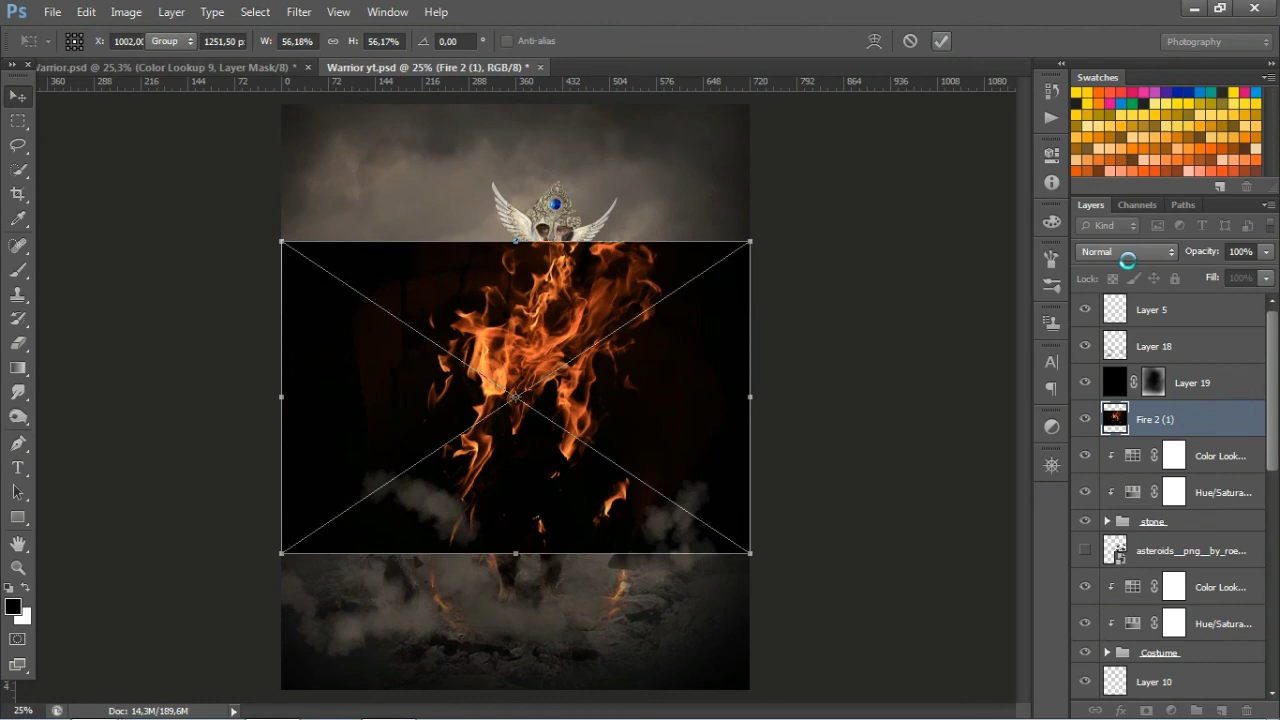 Ps File Edit Image Layer Type Select Filter View Window Help
X: 1002,00 Group 1251,50 p: W: 56,18% H: 56,17% 0,00 ° Anti-alias Photography
Warrior.psd @ 25,3% (Color Lookup 9, Layer Mask/8) * × Warrior yt.psd @ 25% (Fire 2 (1), RGB/8) * ×
360 288 216 144 72 0 72 144 216 288 360 432 504 576 648 720 792 864 936 1008 1080
Swatches
Layers Channels Paths
Kind
Normal Opacity: 100%
Lock: Fill: 100%
Layer 5
Layer 18
Layer 19
Fire 2 (1)
Color Look...
Hue/Satura...
stone
asteroids__png__by_roe...
Color Look...
Hue/Satura...
Costume
Layer 10
25% Doc: 14,3M/189,6M